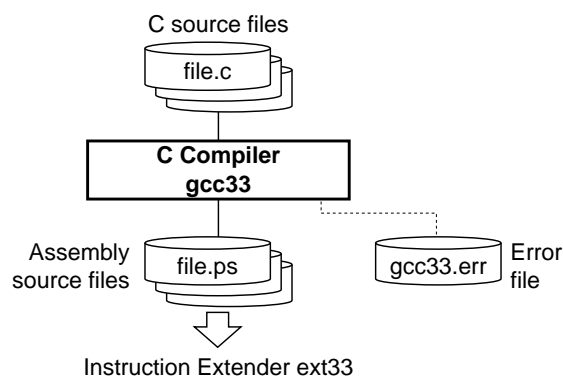 C source files
file.c
C Compiler
gcc33
Assembly
source files
file.ps
gcc33.err
Error
file
Instruction Extender ext33